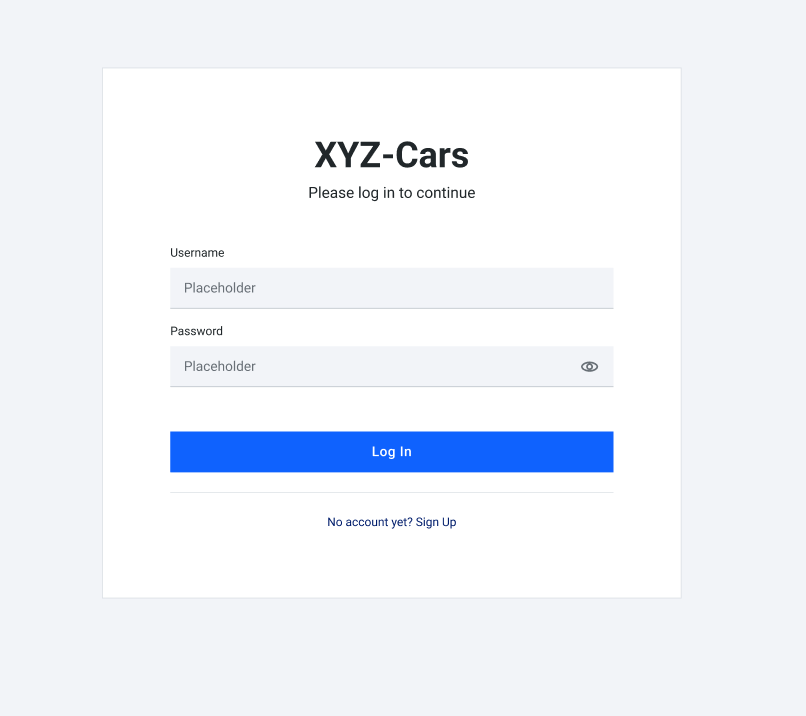 XYZ-Cars
Please log in to continue
Username
Placeholder
Password
Placeholder
Log In
No account yet? Sign Up